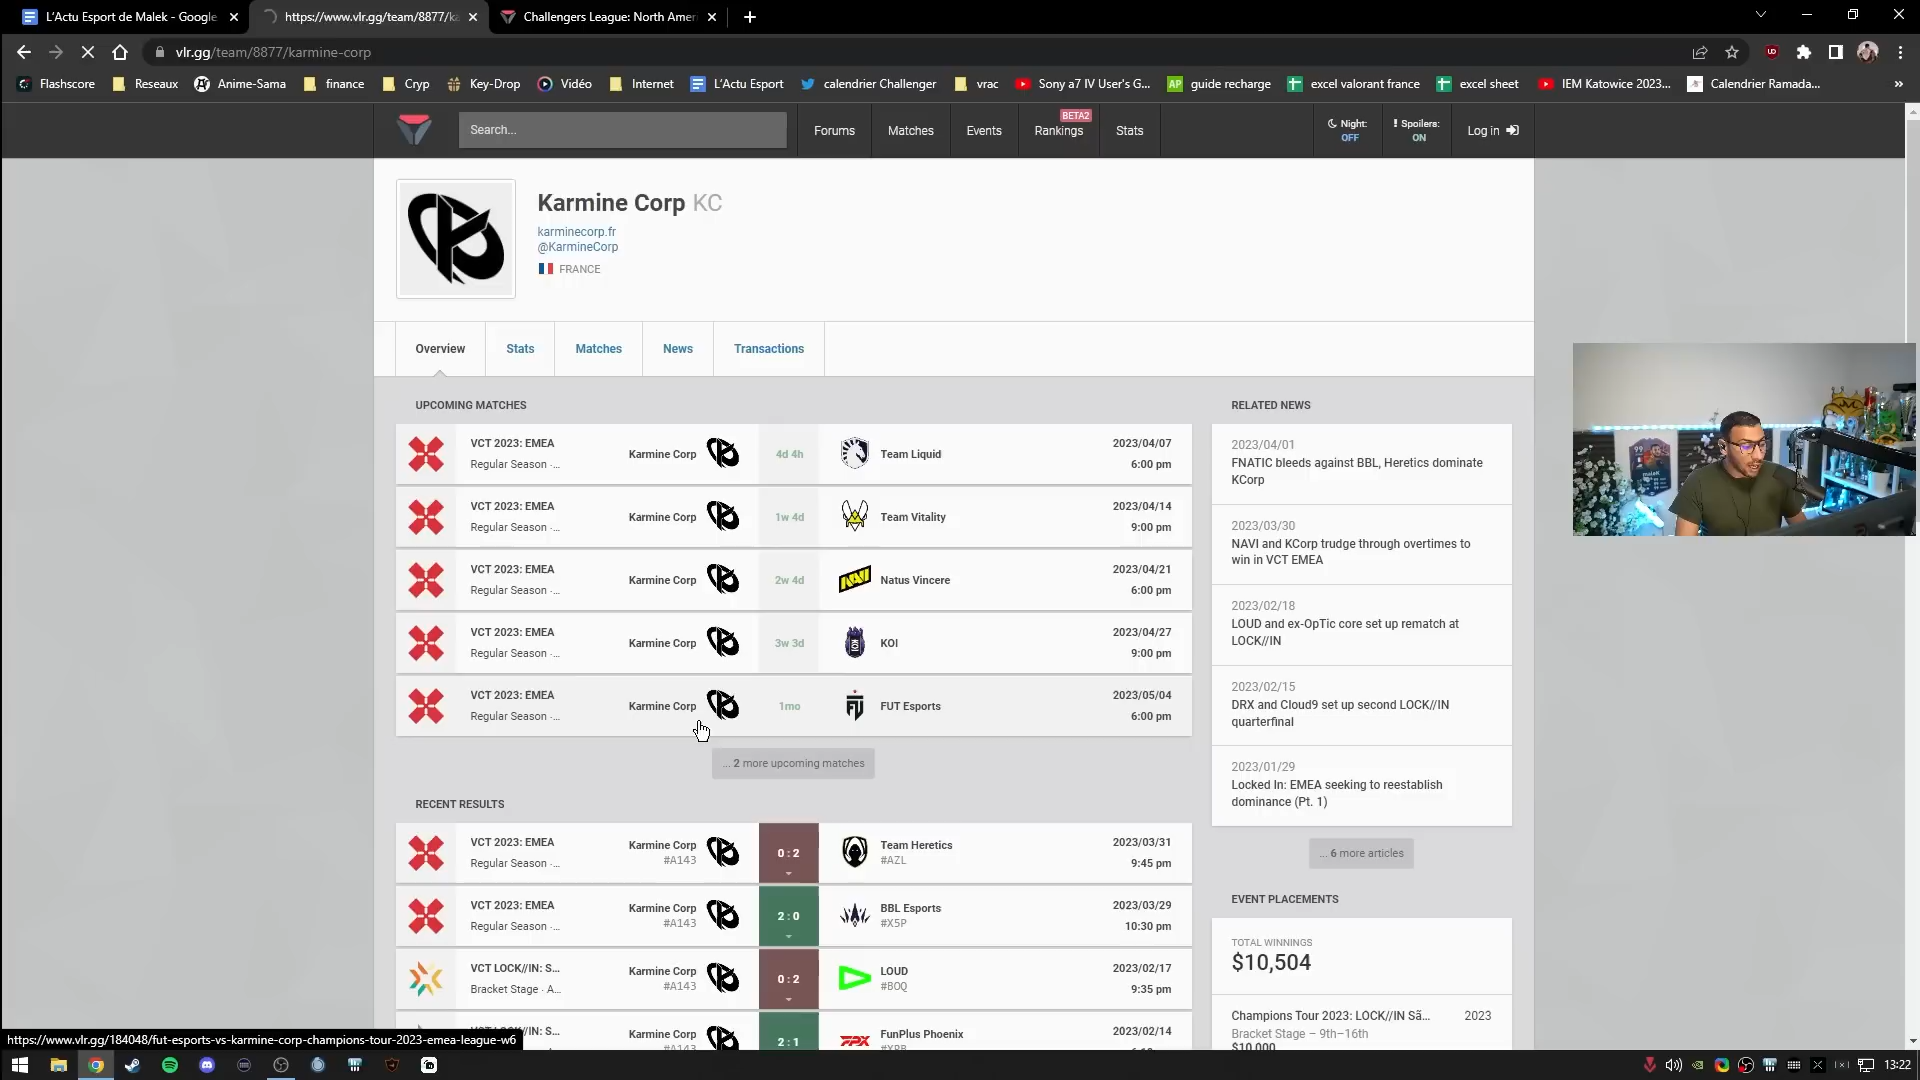 L'Actu Esport de Malek - Google
https://www.vlr.gg/team/8877/ka
Challengers League: North Amer
vlr.gg/team/8877/karmine-corp
Flashscore
Reseaux
Anime-Sama
finance
Cryp
Key-Drop
Vidéo
Internet
L'Actu Esport
calendrier Challenger
vrac
Sony a7 IV User's G...
guide recharge
excel valorant france
excel sheet
IEM Katowice 2023...
Calendrier Ramada...
»
Search...
Forums
Matches
Events
BETA2
Rankings
Stats
Night:
OFF
Spoilers:
ON
Log in
Karmine Corp KC
karminecorp.fr
@KarmineCorp
FRANCE
Overview
Stats
Matches
News
Transactions
UPCOMING MATCHES
VCT 2023: EMEA
Regular Season -...
Karmine Corp
4d 4h
Team Liquid
2023/04/07
6:00 pm
VCT 2023: EMEA
Regular Season -...
Karmine Corp
1w 4d
Team Vitality
2023/04/14
9:00 pm
VCT 2023: EMEA
Regular Season -...
Karmine Corp
2w 4d
NAVI
Natus Vincere
2023/04/21
6:00 pm
VCT 2023: EMEA
Regular Season -...
Karmine Corp
3w 3d
KOI
KOI
2023/04/27
9:00 pm
VCT 2023: EMEA
Regular Season -...
Karmine Corp
1mo
FUT Esports
2023/05/04
6:00 pm
... 2 more upcoming matches
RECENT RESULTS
VCT 2023: EMEA
Regular Season -...
Karmine Corp
#A143
0 : 2
Team Heretics
#AZL
2023/03/31
9:45 pm
VCT 2023: EMEA
Regular Season -...
Karmine Corp
#A143
2 : 0
BBL Esports
#X5P
2023/03/29
10:30 pm
VCT LOCK//IN: S...
Bracket Stage - A...
Karmine Corp
#A143
0 : 2
LOUD
#BOQ
2023/02/17
9:35 pm
Karmine Corp
2 : 1
FPX
FunPlus Phoenix
2023/02/14
RELATED NEWS
2023/04/01
FNATIC bleeds against BBL, Heretics dominate
KCorp
2023/03/30
NAVI and KCorp trudge through overtimes to
win in VCT EMEA
2023/02/18
LOUD and ex-OpTic core set up rematch at
LOCK//IN
2023/02/15
DRX and Cloud9 set up second LOCK//IN
quarterfinal
2023/01/29
Locked In: EMEA seeking to reestablish
dominance (Pt. 1)
... 6 more articles
EVENT PLACEMENTS
TOTAL WINNINGS
$10,504
Champions Tour 2023: LOCK//IN Sã...
2023
Bracket Stage – 9th–16th
$10,000
https://www.vlr.gg/184048/fut-esports-vs-karmine-corp-champions-tour-2023-emea-league-w6
13:22